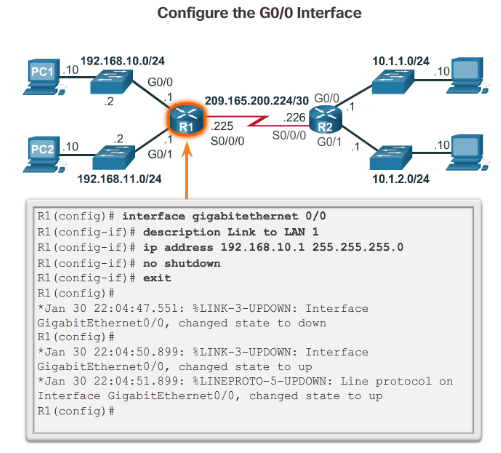 Configure the G0/0 Interface
192.168.10.0/24
10.1.1.0/24
PC1
.10
G0/0
.10
.2
.1
209.165.200.224/30
G0/0
.1
R1
.225
.226
R2
PC2
.10
.2
.1
G0/1
S0/0/0
S0/0/0
G0/1
.1
.10
192.168.11.0/24
10.1.2.0/24
R1(config)# interface gigabitethernet 0/0
R1(config-if)# description Link to LAN 1
R1(config-if)# ip address 192.168.10.1 255.255.255.0
R1(config-if)# no shutdown
R1(config-if)# exit
R1(config)#
*Jan 30 22:04:47.551: %LINK-3-UPDOWN: Interface
GigabitEthernet0/0, changed state to down
R1(config)#
*Jan 30 22:04:50.899: %LINK-3-UPDOWN: Interface
GigabitEthernet0/0, changed state to up
*Jan 30 22:04:51.899: %LINEPROTO-5-UPDOWN: Line protocol on
Interface GigabitEthernet0/0, changed state to up
R1(config)#